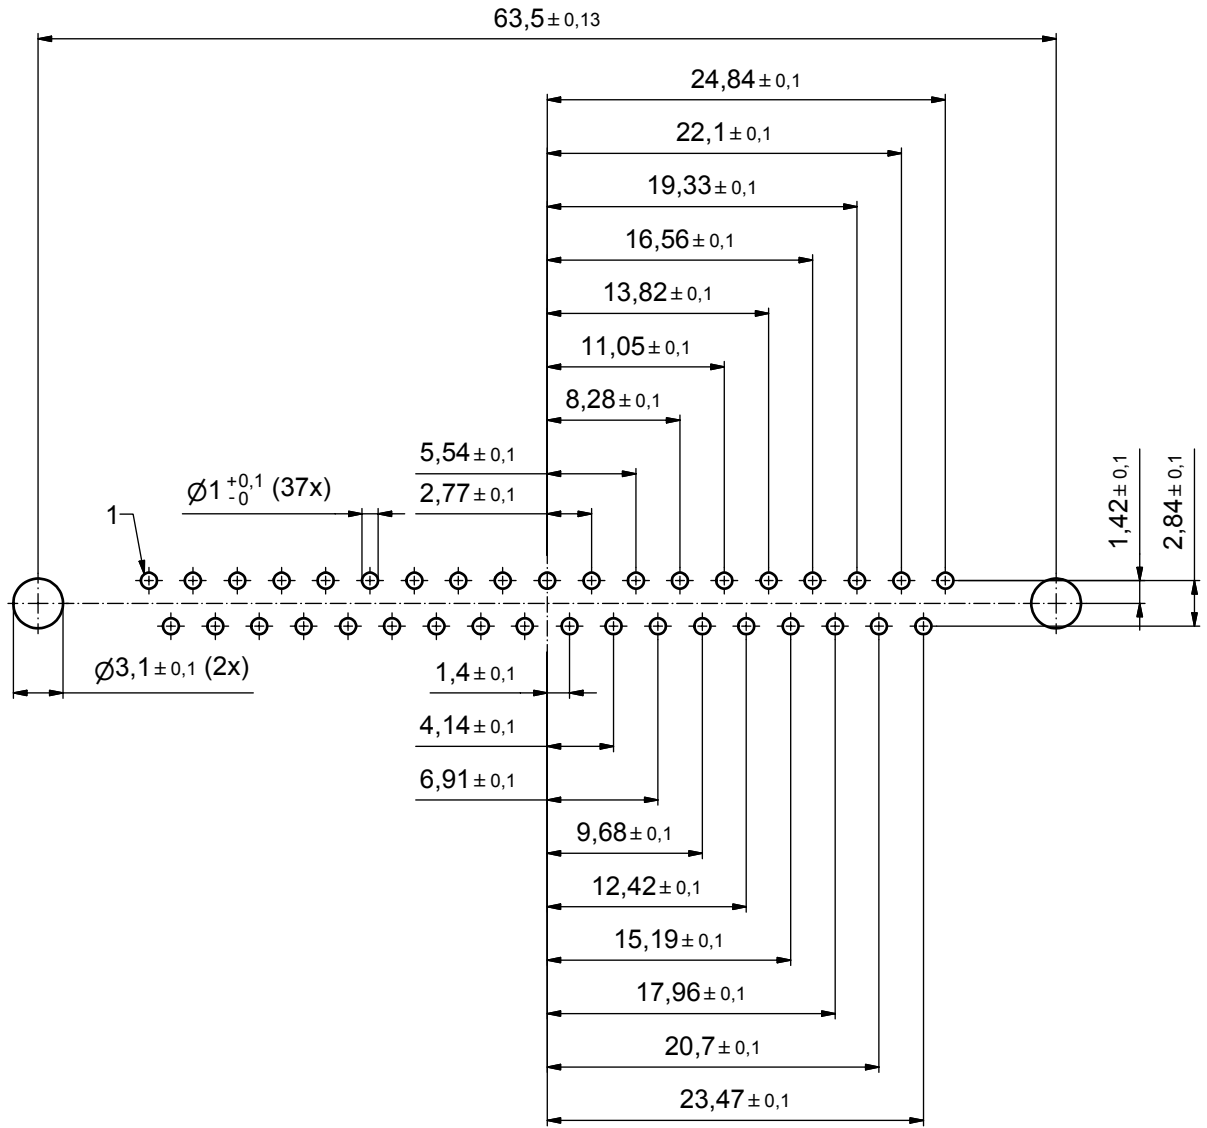 63,5 ± 0,13
24,84 ± 0,1
22,1 ± 0,1
19,33 ± 0,1
16,56 ± 0,1
13,82 ± 0,1
11,05 ± 0,1
8,28 ± 0,1
5,54 ± 0,1
Ø1 +0,1 -0 (37x)
2,77 ± 0,1
1
1,42 ± 0,1
2,84 ± 0,1
Ø3,1 ± 0,1 (2x)
1,4 ± 0,1
4,14 ± 0,1
6,91 ± 0,1
9,68 ± 0,1
12,42 ± 0,1
15,19 ± 0,1
17,96 ± 0,1
20,7 ± 0,1
23,47 ± 0,1